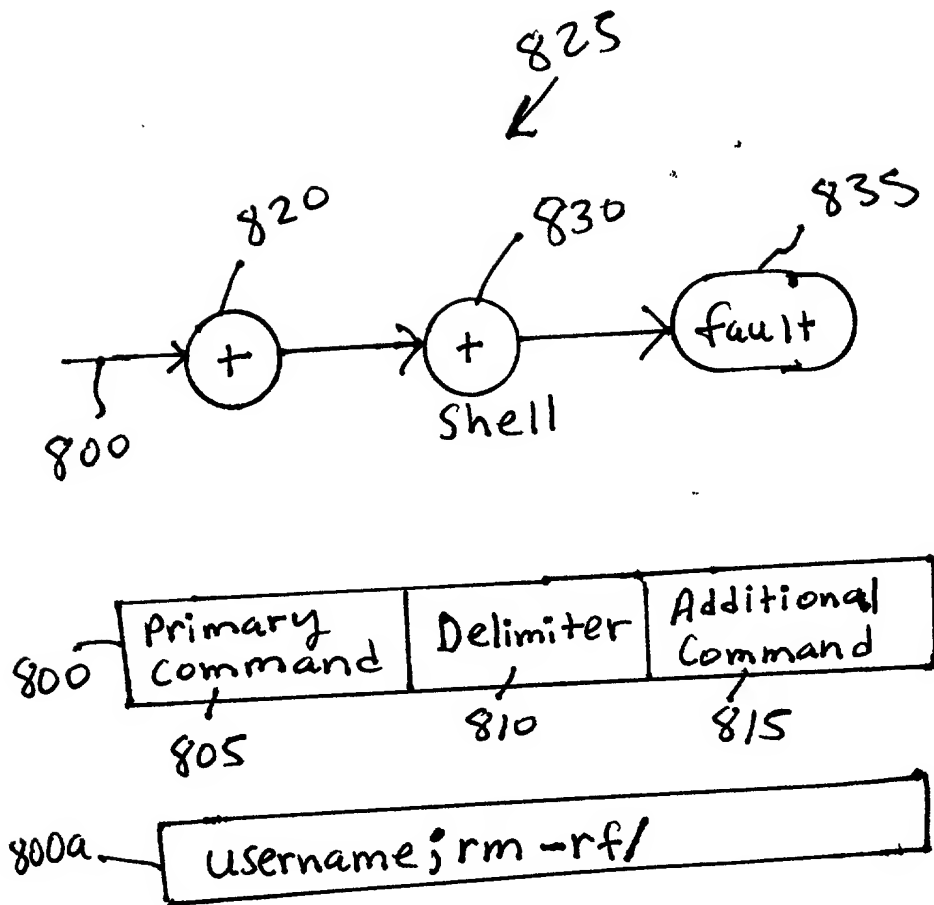 825
820
830
835
+
+
fault
800
Shell
Primary
command
Delimiter
Additional
Command
800
805
810
815
800a
username; rm -rf/